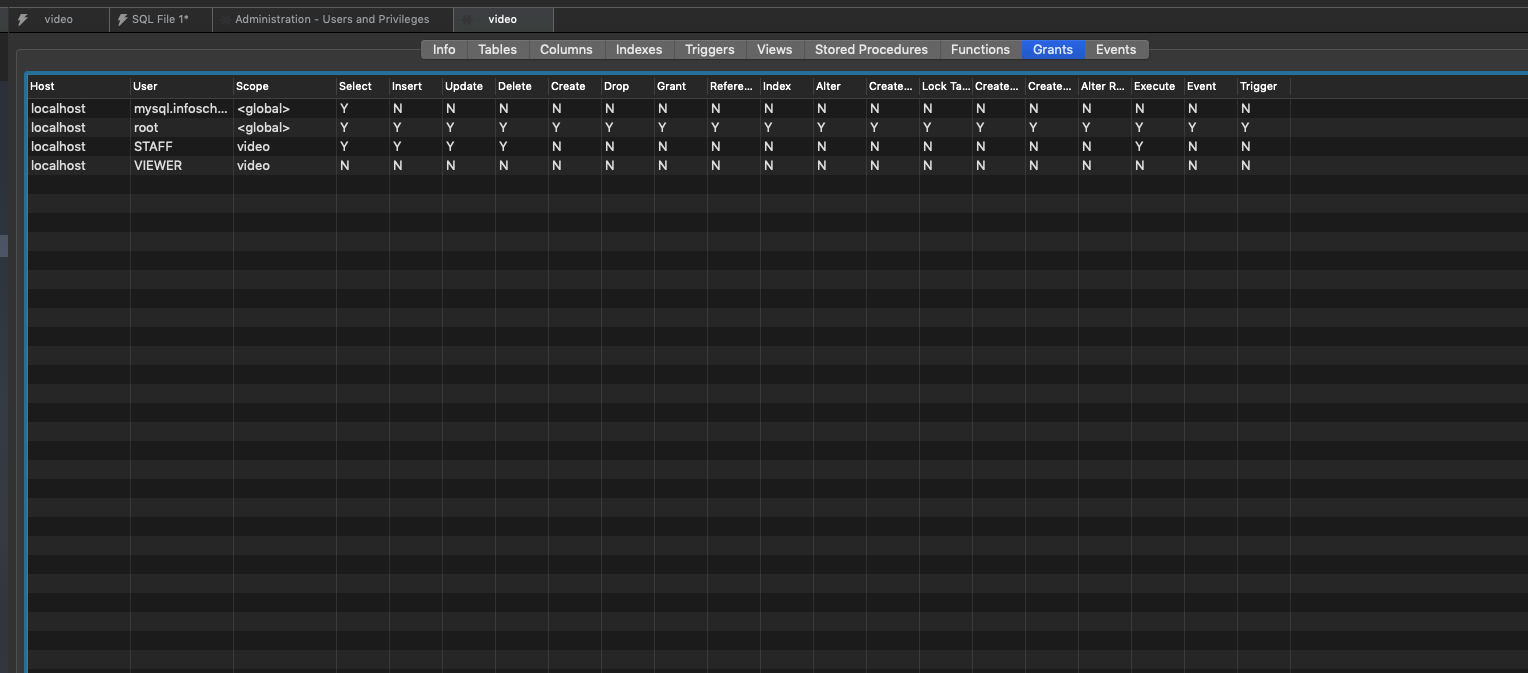 video SQL File 1* Administration - Users and Privileges video
Info Tables Columns Indexes Triggers Views Stored Procedures Functions Grants Events
Host User Scope Select Insert Update Delete Create Drop Grant Refere... Index Alter Create... Lock Ta... Create... Create... Alter R... Execute Event Trigger
localhost mysql.infosch... <global> Y N N N N N N N N N N N N N N N N N
localhost root <global> Y Y Y Y Y Y Y Y Y Y Y Y Y Y Y Y Y Y
localhost STAFF video Y Y Y Y N N N N N N N N N N N Y N N
localhost VIEWER video N N N N N N N N N N N N N N N N N N